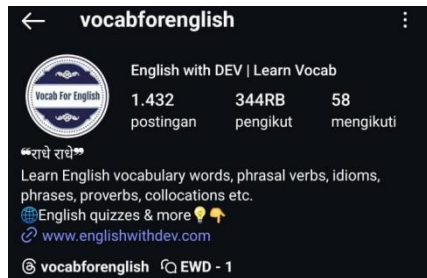 vocabforenglish
Vocab For English
English with DEV | Learn Vocab
1.432 344RB 58
postingan pengikut mengikuti
❝राधे राधे❞
Learn English vocabulary words, phrasal verbs, idioms,
phrases, proverbs, collocations etc.
🌐English quizzes & more💡👇
www.englishwithdev.com
vocabforenglish EWD - 1